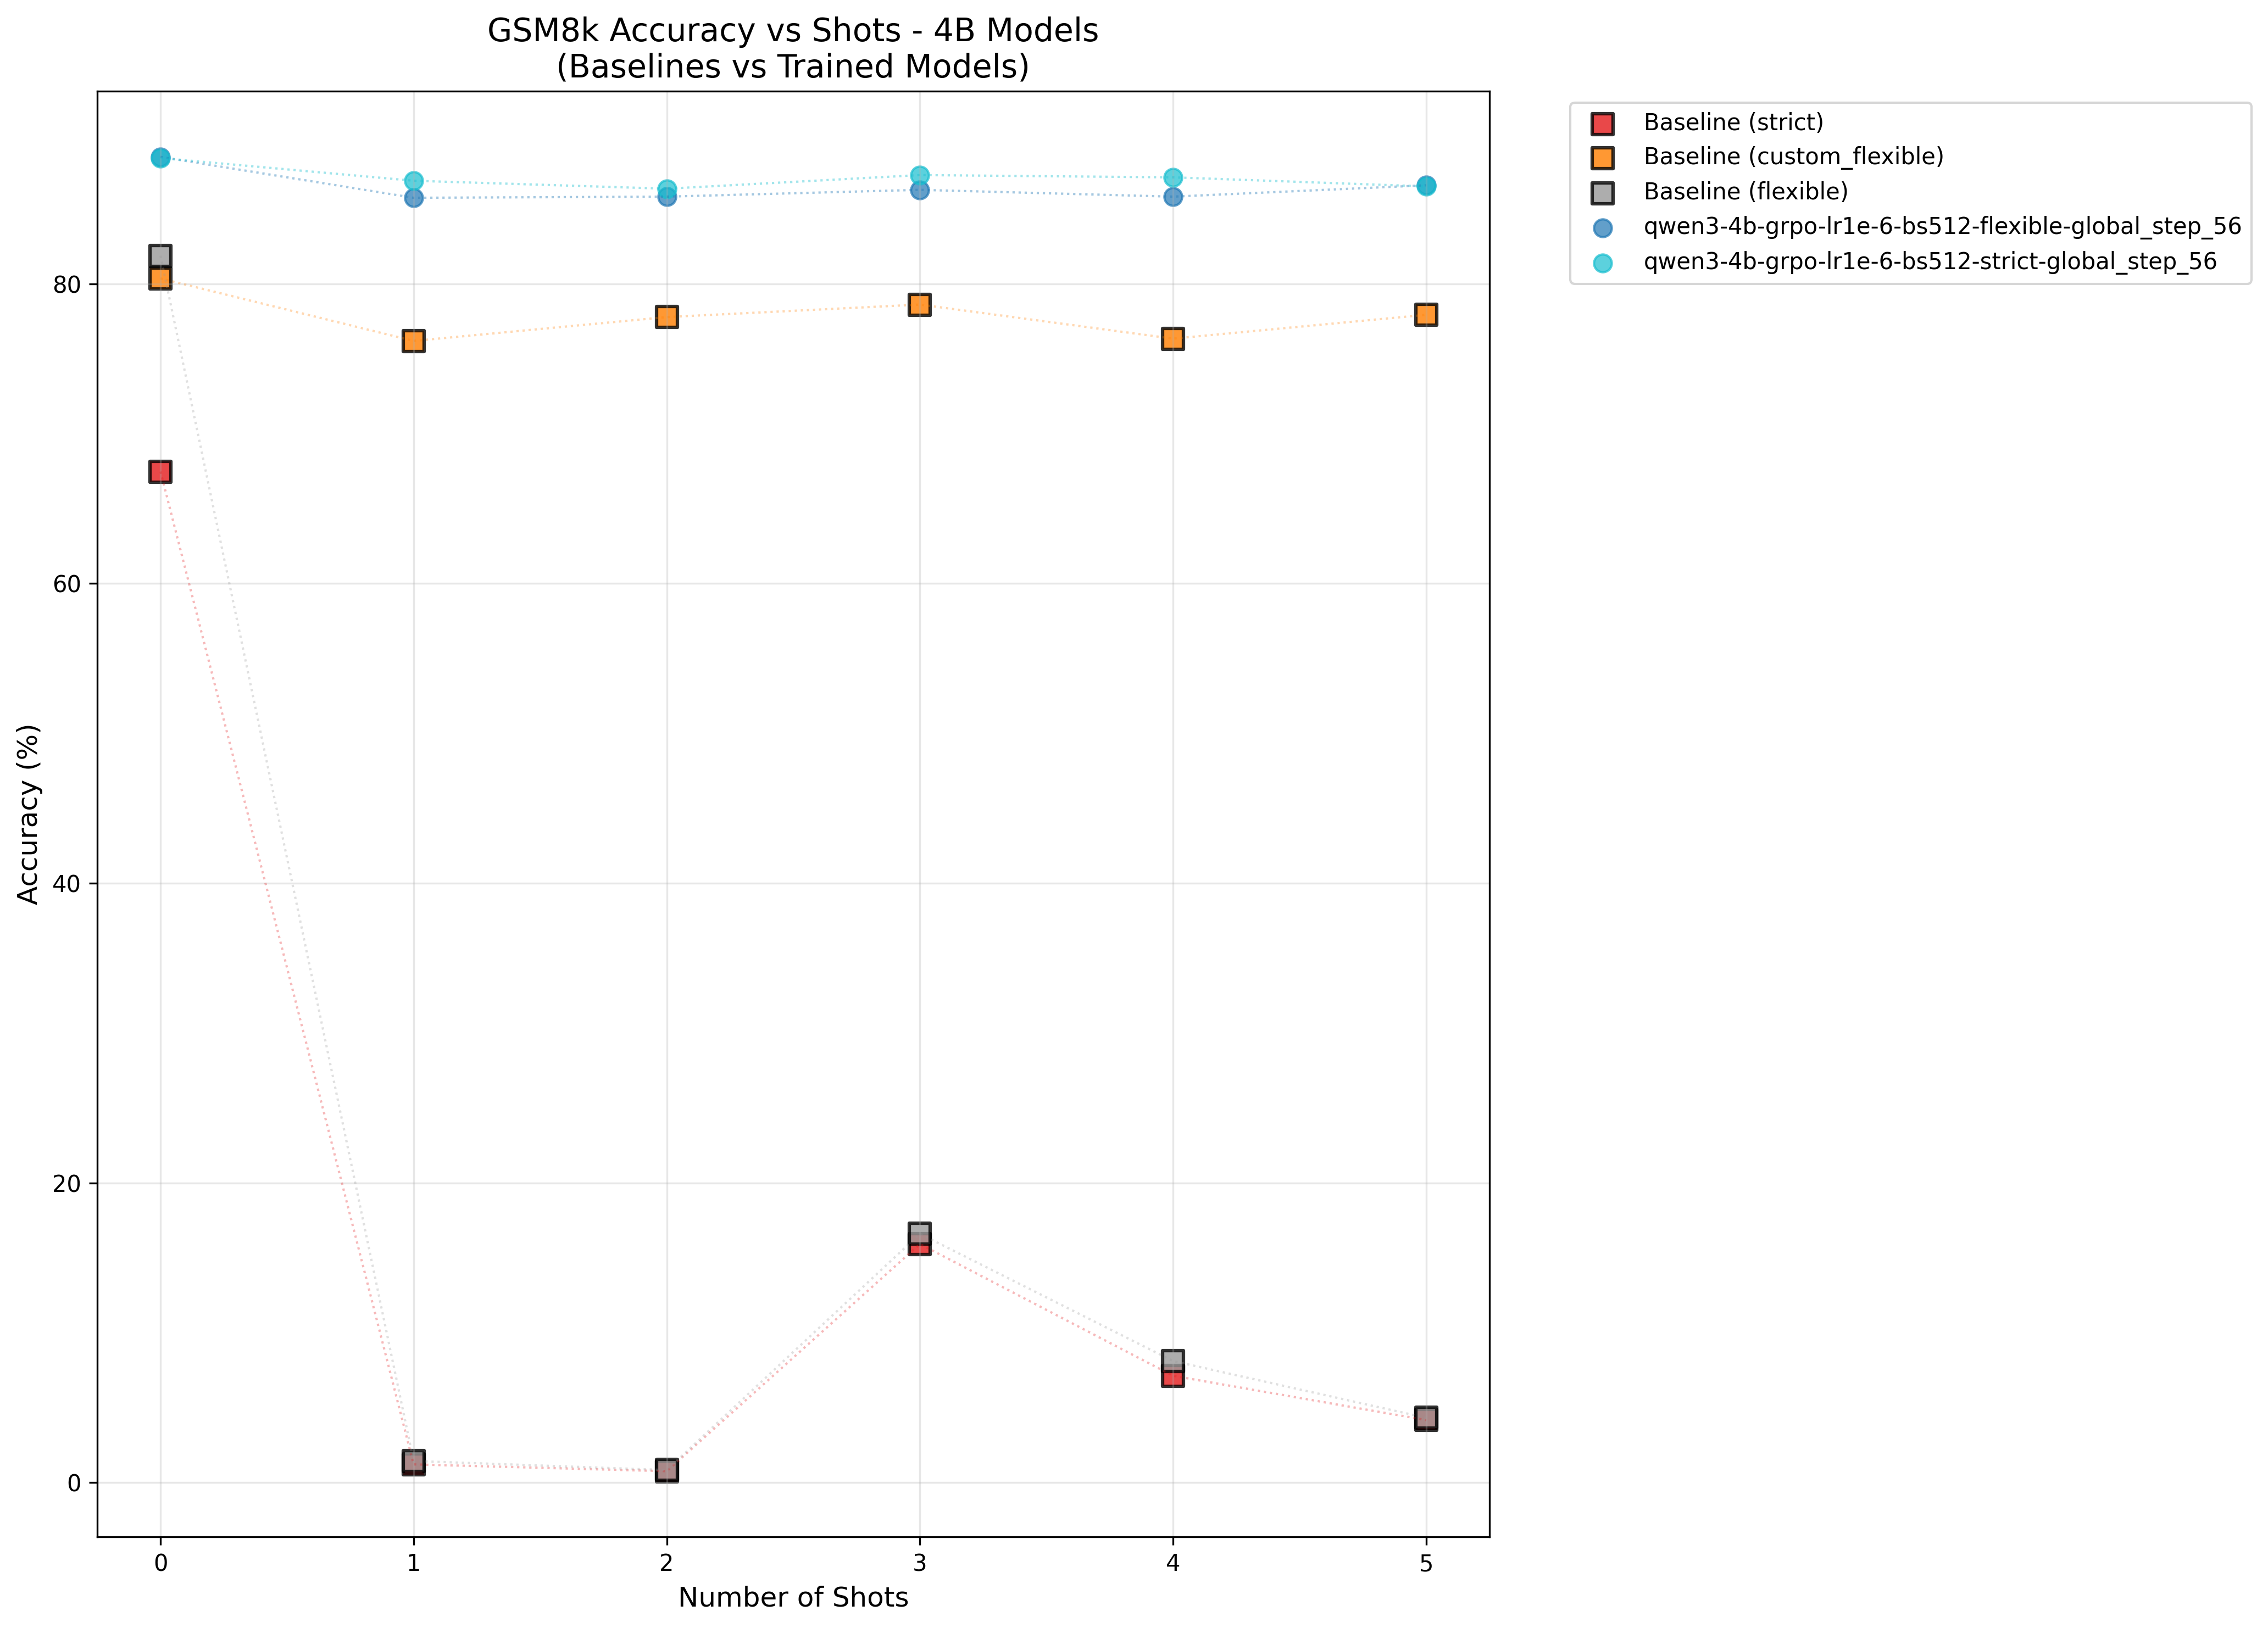 GSM8k Accuracy vs Shots - 4B Models
(Baselines vs Trained Models)
Baseline (strict)
Baseline (custom_flexible)
Baseline (flexible)
qwen3-4b-grpo-lr1e-6-bs512-flexible-global_step_56
qwen3-4b-grpo-lr1e-6-bs512-strict-global_step_56
Accuracy (%)
80
60
40
20
0
0 1 2 3 4 5
Number of Shots